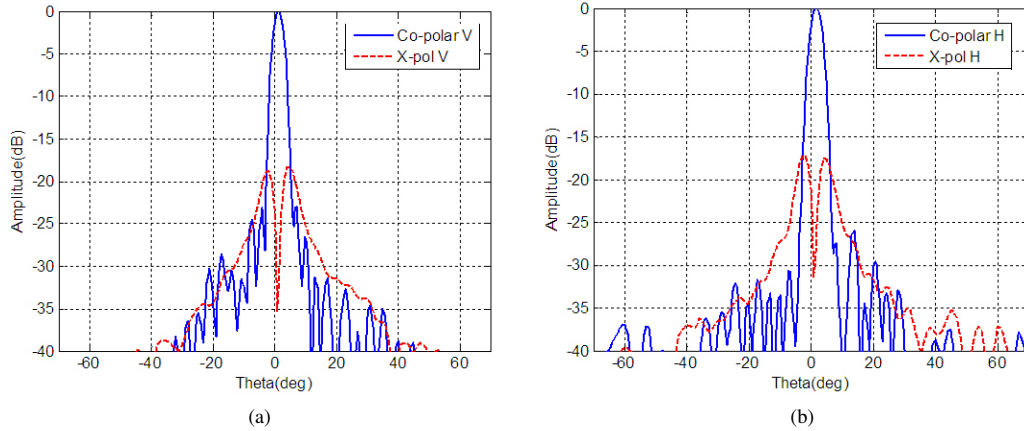 0
-5
-10
-15
-20
-25
-30
-35
-40
Amplitude(dB)
-60 -40 -20 0 20 40 60
Theta(deg)
Co-polar V
X-pol V
(a)
0
-5
-10
-15
-20
-25
-30
-35
-40
Amplitude(dB)
-60 -40 -20 0 20 40 60
Theta(deg)
Co-polar H
X-pol H
(b)